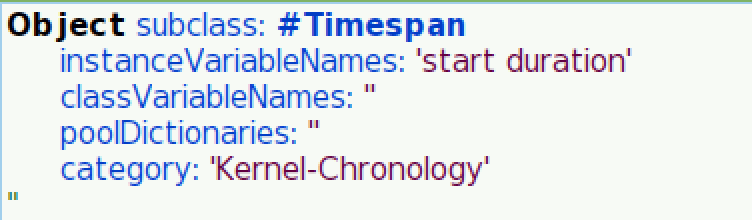 Object subclass: #Timespan
instanceVariableNames: 'start duration'
classVariableNames: ''
poolDictionaries: ''
category: 'Kernel-Chronology'
"